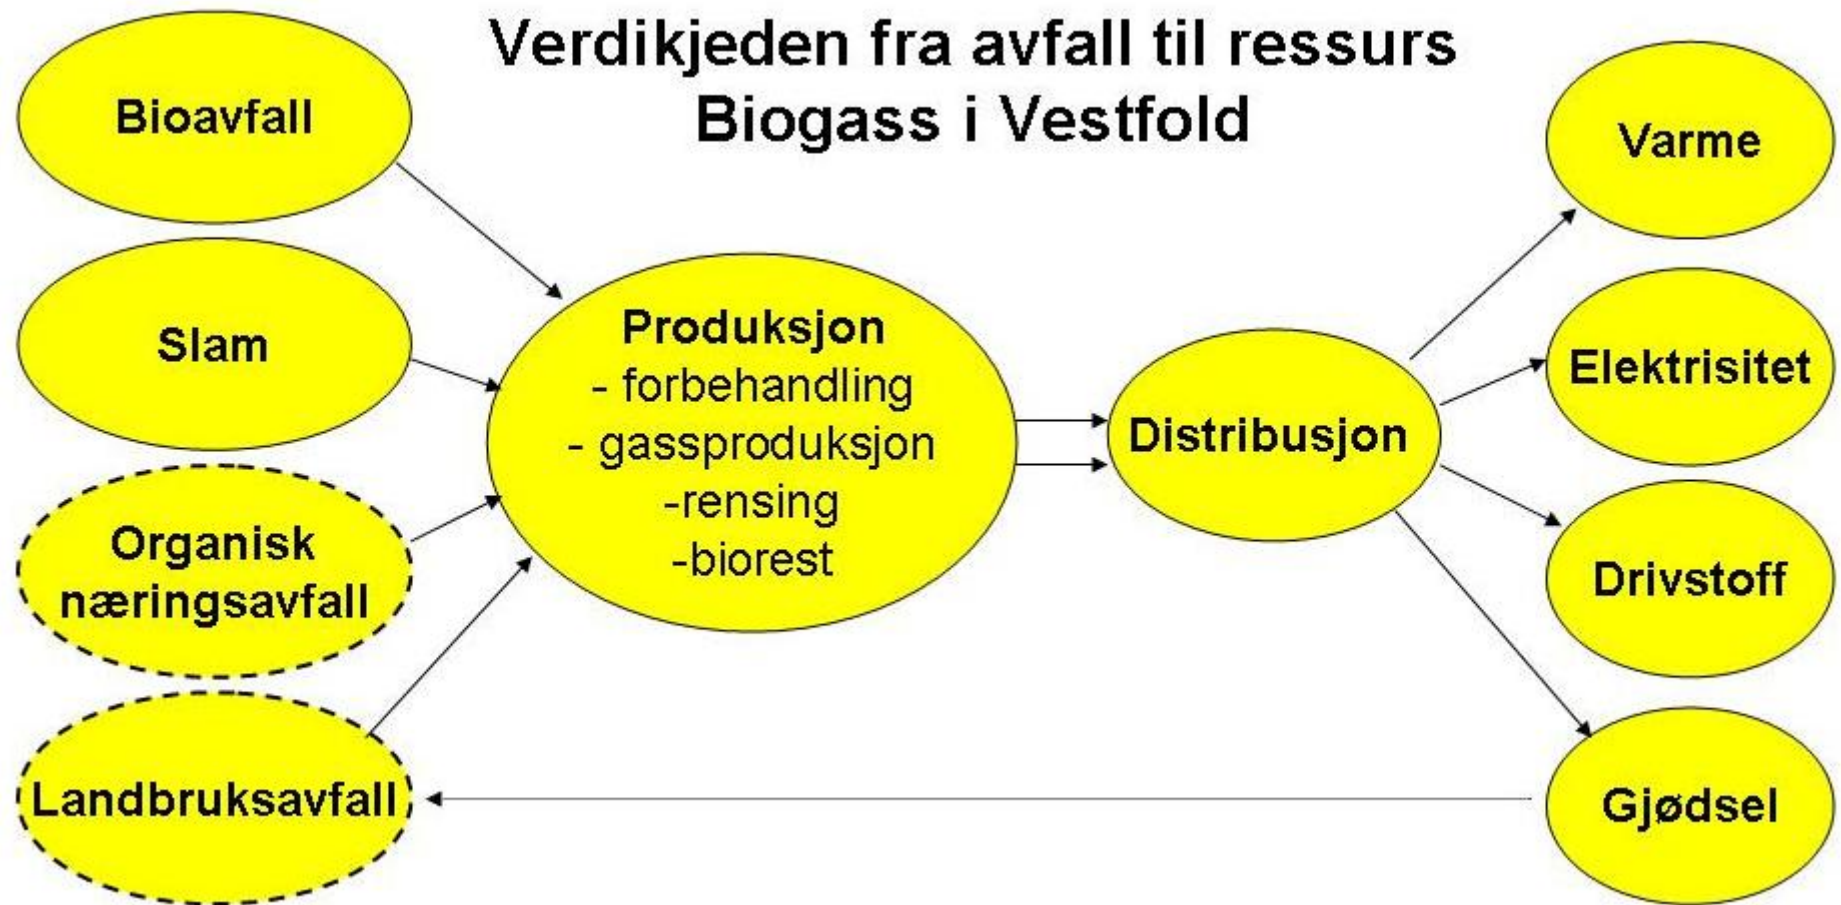 Verdikjeden fra avfall til ressurs
Biogass i Vestfold
Bioavfall
Slam
Organisk
næringsavfall
Landbruksavfall
Produksjon
- forbehandling
- gassproduksjon
-rensing
-biorest
Distribusjon
Varme
Elektrisitet
Drivstoff
Gjødsel